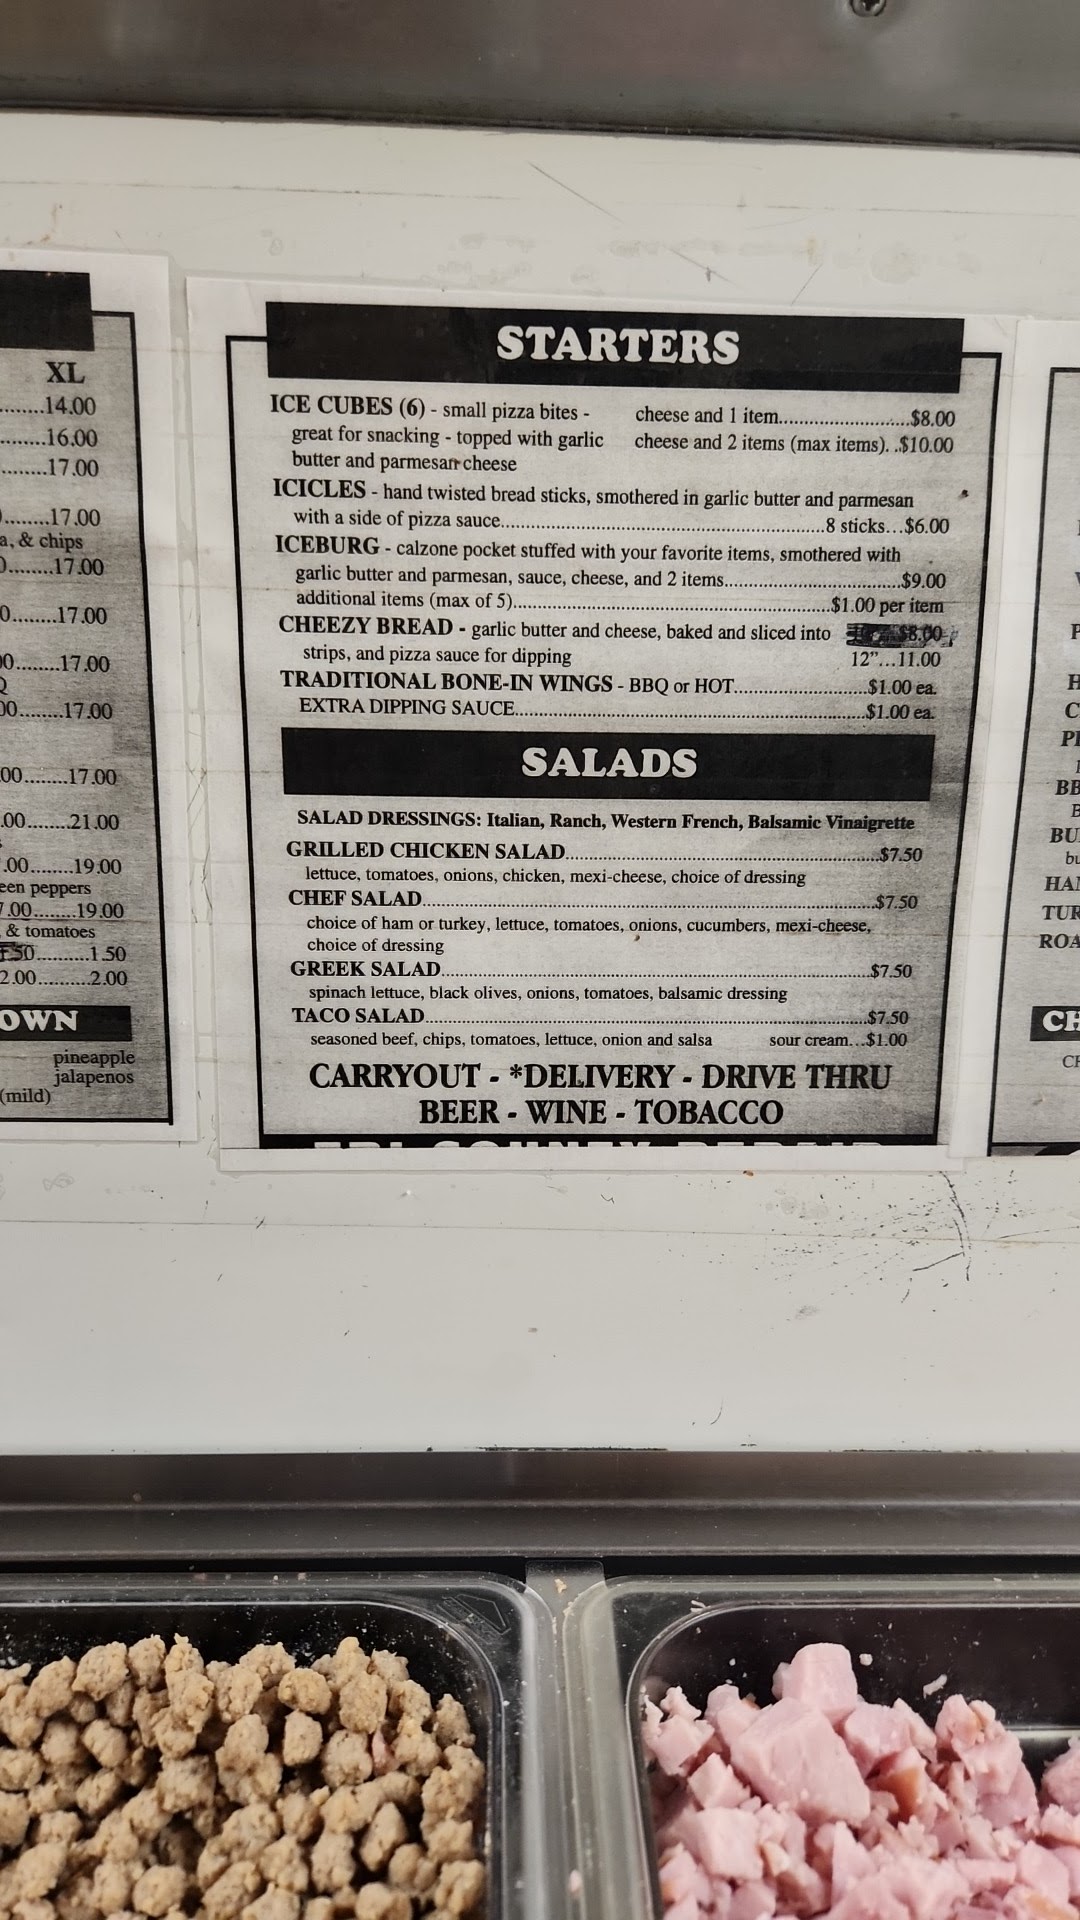 XL
14.00
16.00
17.00
17.00
a, & chips
17.00
17.00
17.00
17.00
17.00
21.00
.00........19.00
een peppers
7.00........19.00
& tomatoes
1.50
2.00.........2.00
OWN
pineapple
jalapenos
(mild)
STARTERS
ICE CUBES (6) - small pizza bites - cheese and 1 item..........................$8.00
great for snacking - topped with garlic cheese and 2 items (max items). ..$10.00
butter and parmesan cheese
ICICLES - hand twisted bread sticks, smothered in garlic butter and parmesan
with a side of pizza sauce.................................................................8 sticks...$6.00
ICEBURG - calzone pocket stuffed with your favorite items, smothered with
garlic butter and parmesan, sauce, cheese, and 2 items...................................$9.00
additional items (max of 5)................................................................$1.00 per item
CHEEZY BREAD - garlic butter and cheese, baked and sliced into $8.00
strips, and pizza sauce for dipping 12"...11.00
TRADITIONAL BONE-IN WINGS - BBQ or HOT...........................$1.00 ea.
EXTRA DIPPING SAUCE......................................................................$1.00 ea.
SALADS
SALAD DRESSINGS: Italian, Ranch, Western French, Balsamic Vinaigrette
GRILLED CHICKEN SALAD...............................................................$7.50
lettuce, tomatoes, onions, chicken, mexi-cheese, choice of dressing
CHEF SALAD...........................................................................................$7.50
choice of ham or turkey, lettuce, tomatoes, onions, cucumbers, mexi-cheese,
choice of dressing
GREEK SALAD.......................................................................................$7.50
spinach lettuce, black olives, onions, tomatoes, balsamic dressing
TACO SALAD.........................................................................................$7.50
seasoned beef, chips, tomatoes, lettuce, onion and salsa sour cream...$1.00
CARRYOUT - *DELIVERY - DRIVE THRU
BEER - WINE - TOBACCO
BB
BU
bu
HAM
TUR
ROA
CH